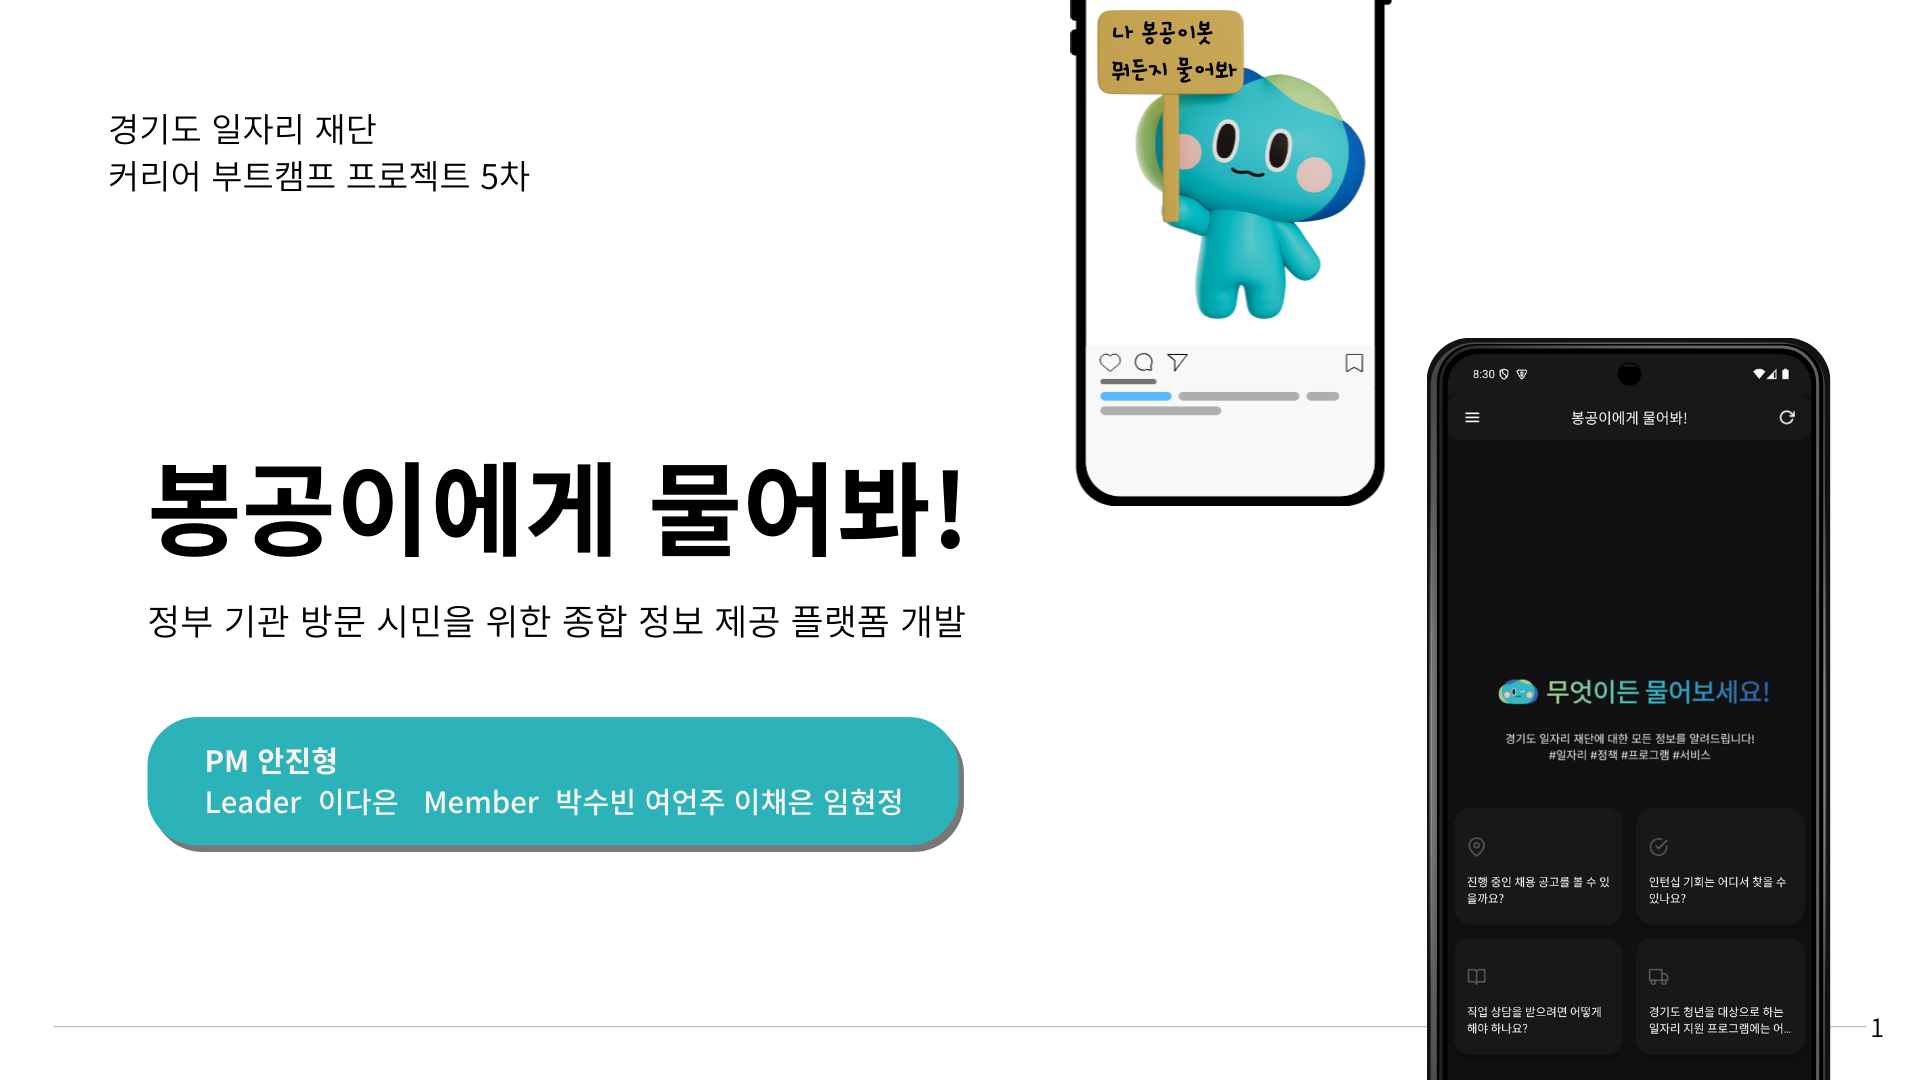 경기도 일자리 재단
커리어 부트캠프 프로젝트 5차
봉공이에게 물어봐!
정부 기관 방문 시민을 위한 종합 정보 제공 플랫폼 개발
PM 안진형
Leader 이다은 Member 박수빈 여언주 이채은 임현정
나 봉공이봇
뭐든지 물어봐
8:30
봉공이에게 물어봐!
무엇이든 물어보세요!
경기도 일자리 재단에 대한 모든 정보를 알려드립니다!
#일자리 #정책 #프로그램 #서비스
진행 중인 채용 공고를 볼 수 있
을까요?
인턴십 기회는 어디서 찾을 수
있나요?
직업 상담을 받으려면 어떻게
해야 하나요?
경기도 청년을 대상으로 하는
일자리 지원 프로그램에는 어...
1